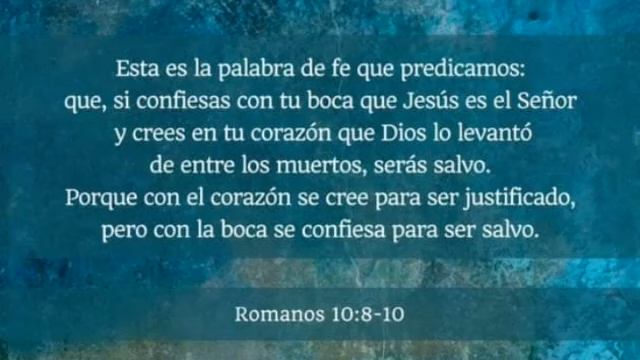 Esta es la palabra de fe que predicamos:
que, si confiesas con tu boca que Jesús es el Señor
y crees en tu corazón que Dios lo levantó
de entre los muertos, serás salvo.
Porque con el corazón se cree para ser justificado,
pero con la boca se confiesa para ser salvo.
Romanos 10:8-10